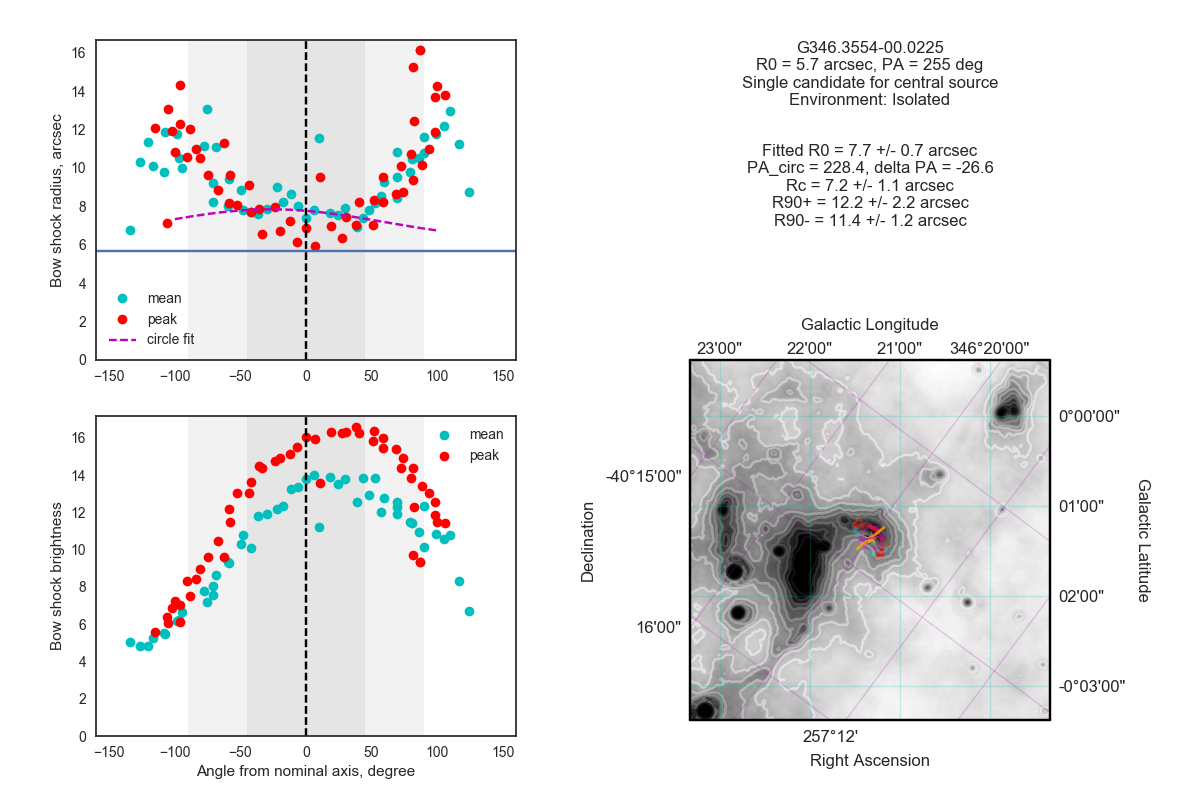 16
14
12
10
8
6
4
2
0
Bow shock radius, arcsec
mean
peak
circle fit
−150
−100
−50
0
50
100
150
16
14
12
10
8
6
4
2
0
Bow shock brightness
mean
peak
−150
−100
−50
0
50
100
150
Angle from nominal axis, degree
G346.3554-00.0225
R0 = 5.7 arcsec, PA = 255 deg
Single candidate for central source
Environment: Isolated
Fitted R0 = 7.7 +/- 0.7 arcsec
PA_circ = 228.4, delta PA = -26.6
Rc = 7.2 +/- 1.1 arcsec
R90+ = 12.2 +/- 2.2 arcsec
R90- = 11.4 +/- 1.2 arcsec
Galactic Longitude
23'00"
22'00"
21'00"
346°20'00"
0°00'00"
01'00"
02'00"
-0°03'00"
Galactic Latitude
-40°15'00"
16'00"
Declination
257°12'
Right Ascension